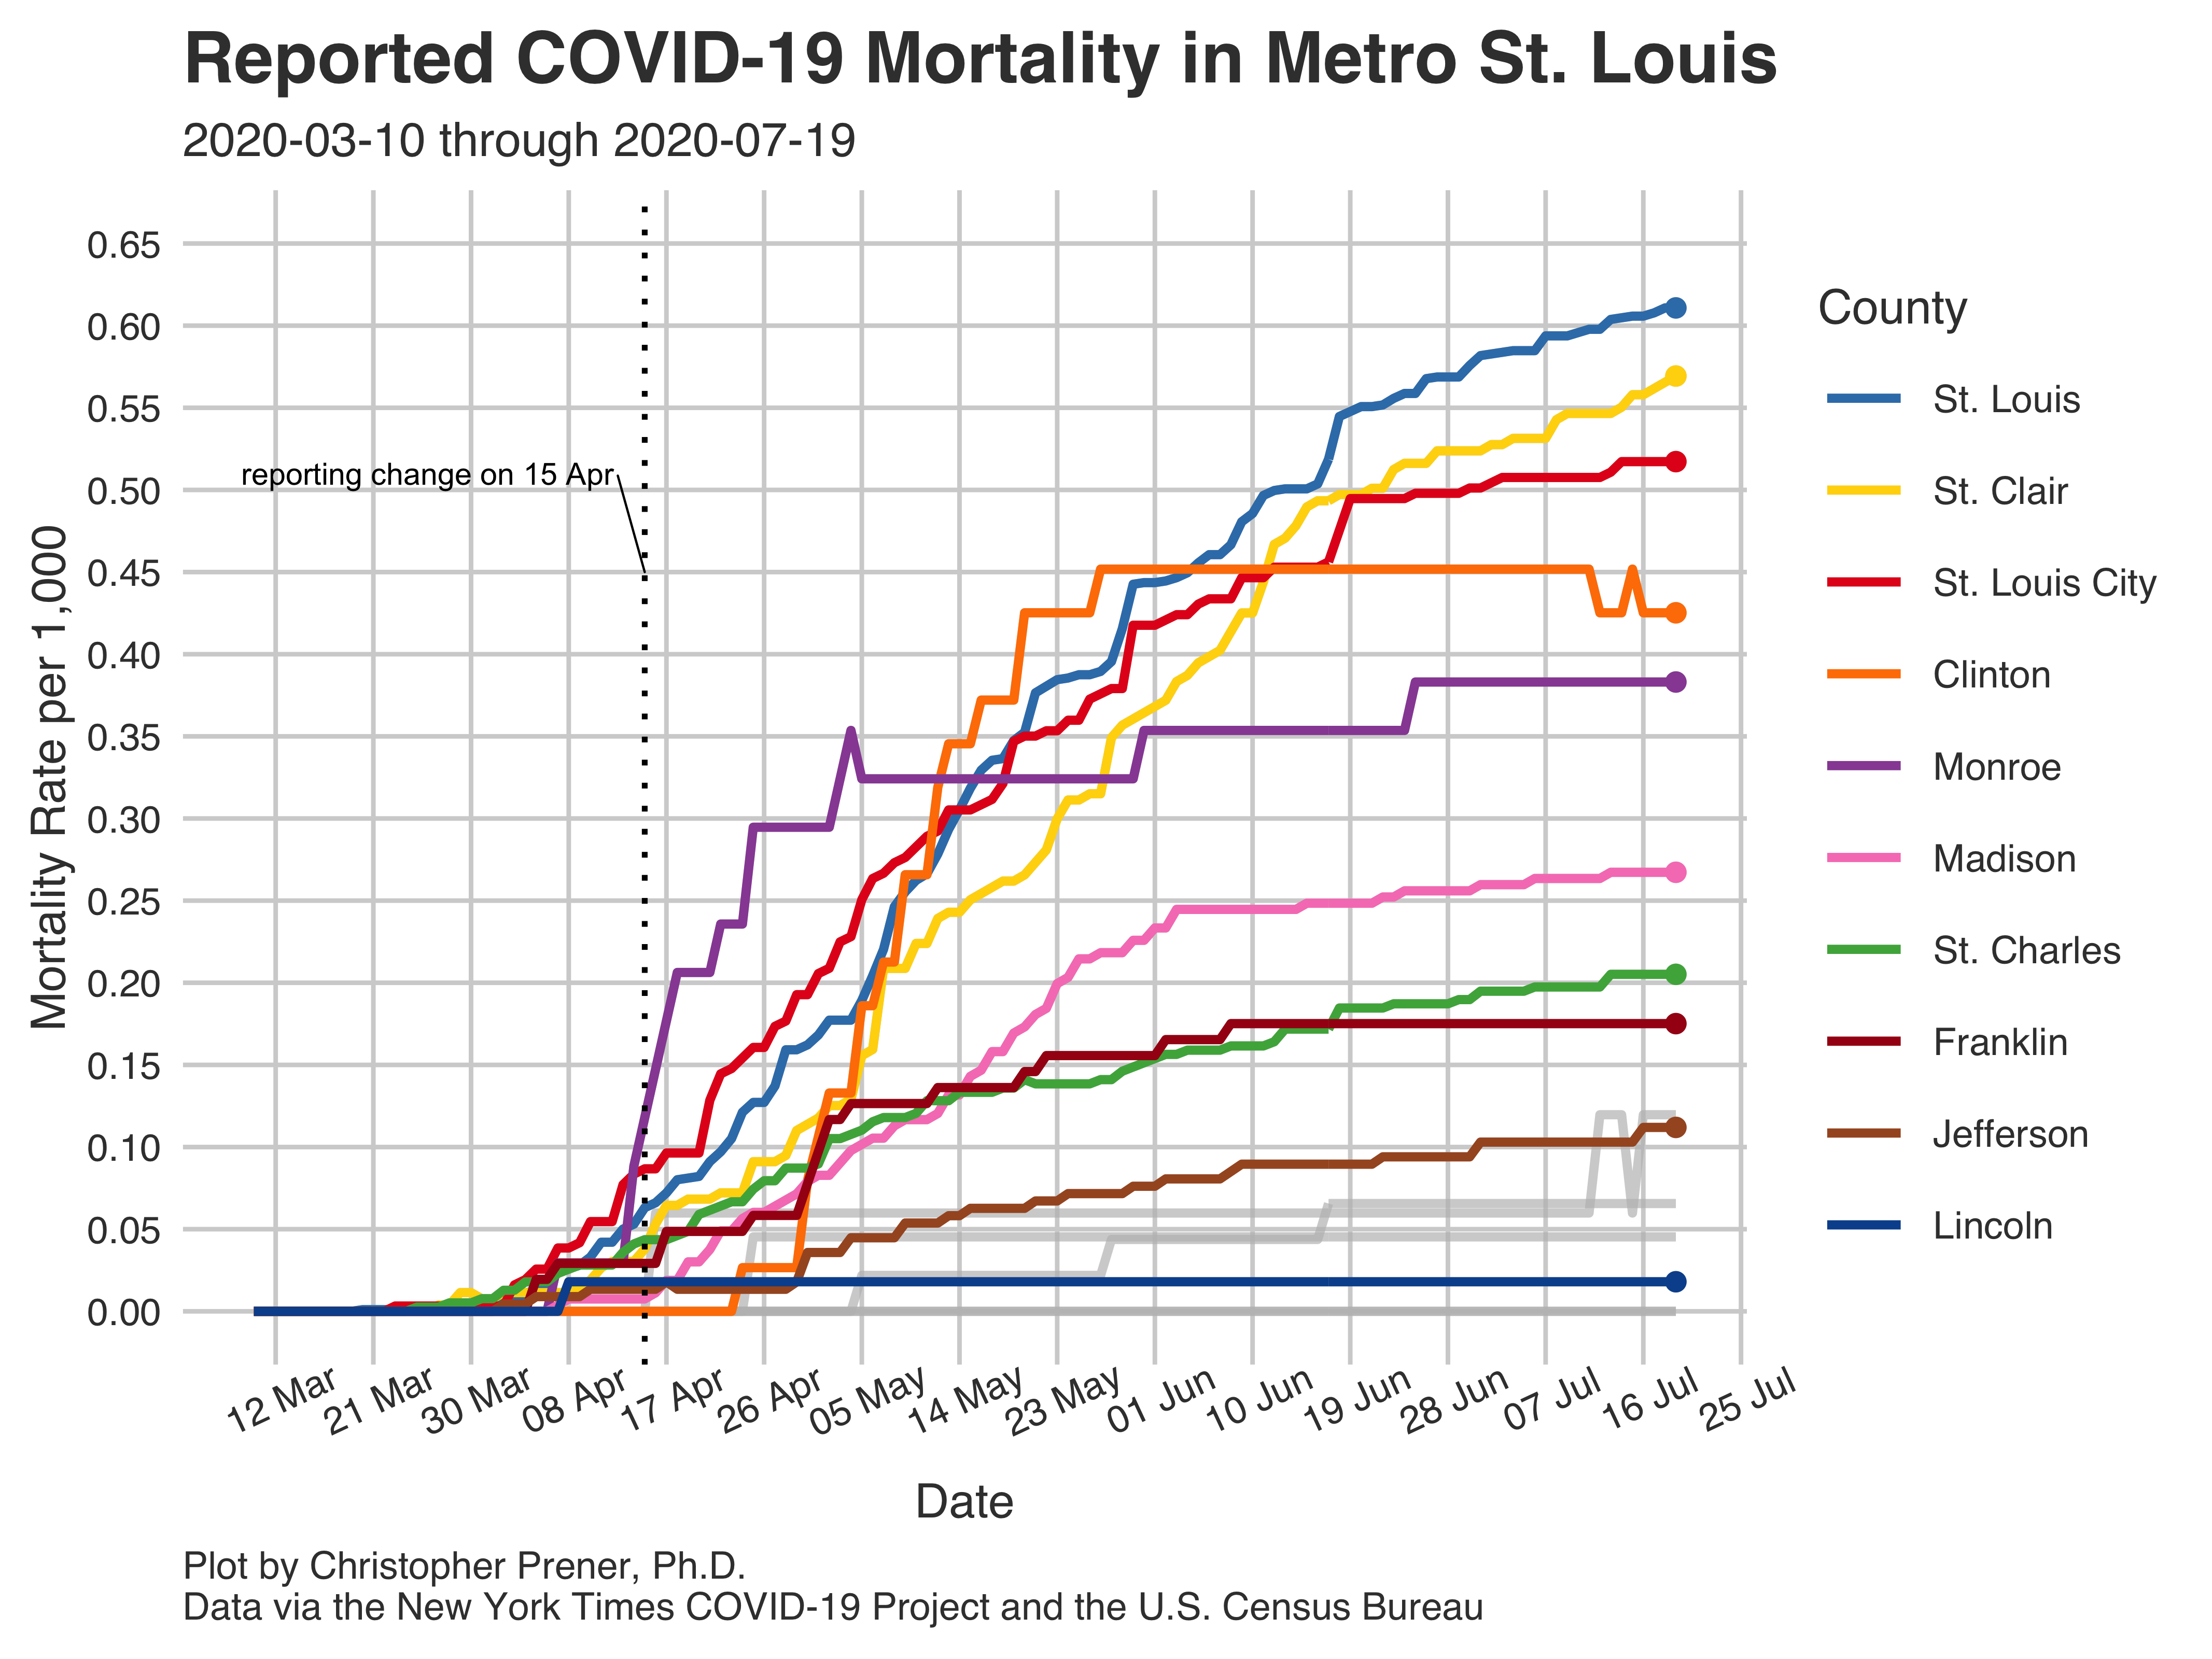 Reported COVID-19 Mortality in Metro St. Louis
2020-03-10 through 2020-07-19
Mortality Rate per 1,000
0.65
0.60
0.55
0.50
0.45
0.40
0.35
0.30
0.25
0.20
0.15
0.10
0.05
0.00
reporting change on 15 Apr
12 Mar
21 Mar
30 Mar
08 Apr
17 Apr
26 Apr
05 May
14 May
23 May
01 Jun
10 Jun
19 Jun
28 Jun
07 Jul
16 Jul
25 Jul
Date
County
St. Louis
St. Clair
St. Louis City
Clinton
Monroe
Madison
St. Charles
Franklin
Jefferson
Lincoln
Plot by Christopher Prener, Ph.D.
Data via the New York Times COVID-19 Project and the U.S. Census Bureau